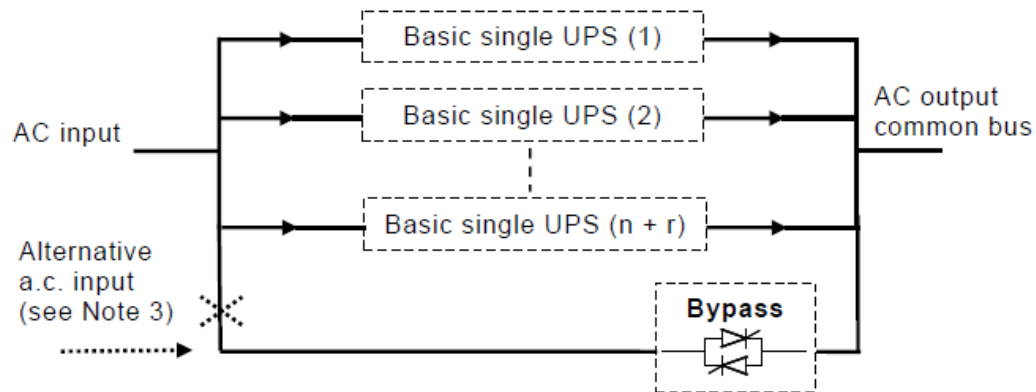 Basic single UPS (1)
AC input
Basic single UPS (2)
AC output
common bus
Basic single UPS (n + r)
Alternative
a.c. input
(see Note 3)
Bypass